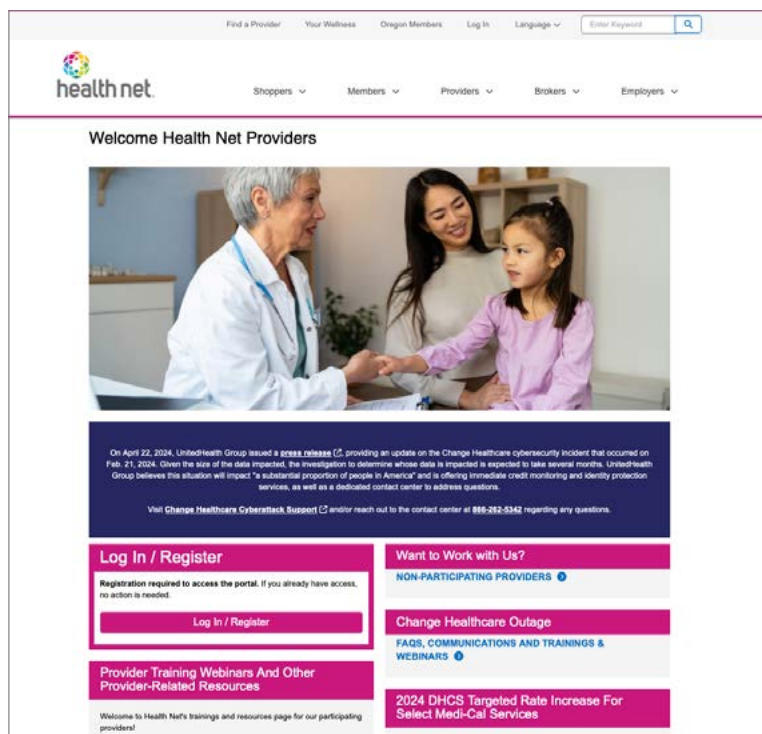 Find a Provider Your Wellness Oregon Members Log In Language Enter Keyword
health net.
Shoppers Members Providers Brokers Employers
Welcome Health Net Providers
On April 22, 2024, UnitedHealth Group issued a press release, providing an update on the Change Healthcare cybersecurity incident that occurred on
Feb. 21, 2024. Given the size of the data impacted, the investigation to determine whose data is impacted is expected to take several months. UnitedHealth
Group believes this situation will impact "a substantial proportion of people in America" and is offering immediate credit monitoring and identity protection
services, as well as a dedicated contact center to address questions.
Visit Change Healthcare Cyberattack Support and/or reach out to the contact center at 866-262-5342 regarding any questions.
Log In / Register
Registration required to access the portal. If you already have access,
no action is needed.
Log In / Register
Provider Training Webinars And Other
Provider-Related Resources
Welcome to Health Net's trainings and resources page for our participating
providers!
Want to Work with Us?
NON-PARTICIPATING PROVIDERS
Change Healthcare Outage
FAQS, COMMUNICATIONS AND TRAININGS &
WEBINARS
2024 DHCS Targeted Rate Increase For
Select Medi-Cal Services